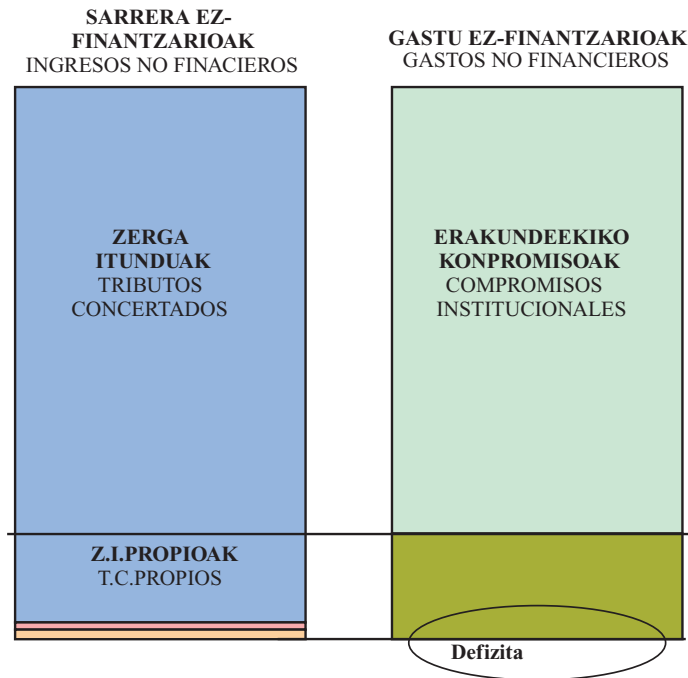 SARRERA EZ-
FINANTZARIOAK
INGRESOS NO FINACIEROS
GASTU EZ-FINANTZARIOAK
GASTOS NO FINANCIEROS
ZERGA
ITUNDUAK
TRIBUTOS
CONCERTADOS
ERAKUNDEEKIKO
KONPROMISOAK
COMPROMISOS
INSTITUCIONALES
Z.I.PROPIOAK
T.C.PROPIOS
Defizita